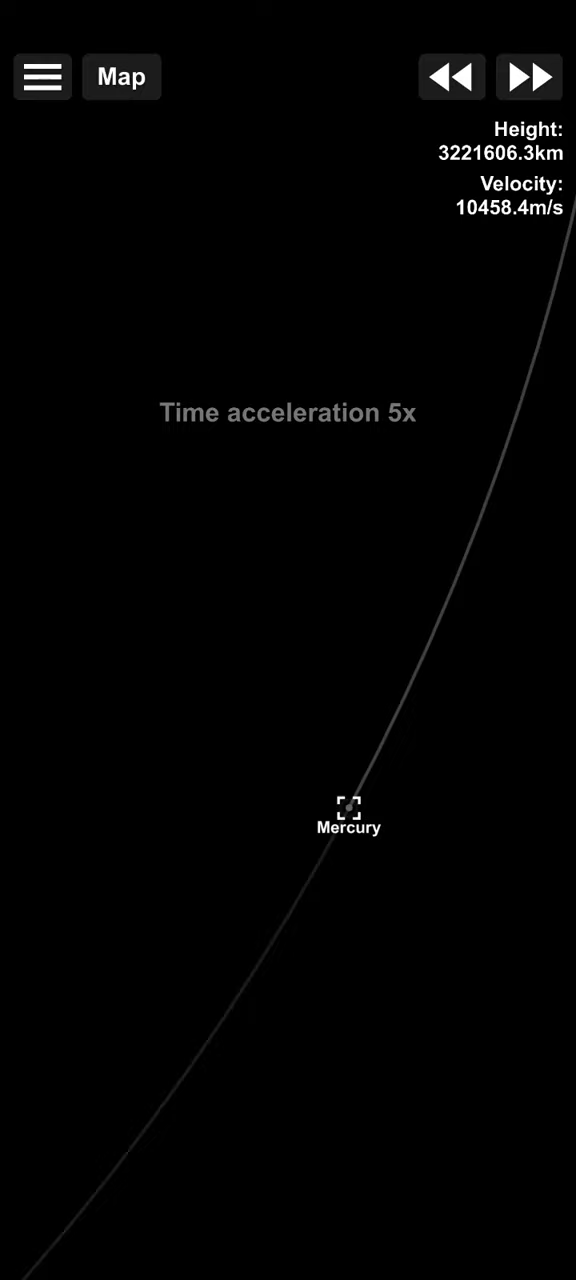 Map
Height:
3221606.3km
Velocity:
10458.4m/s
Time acceleration 5x
Mercury